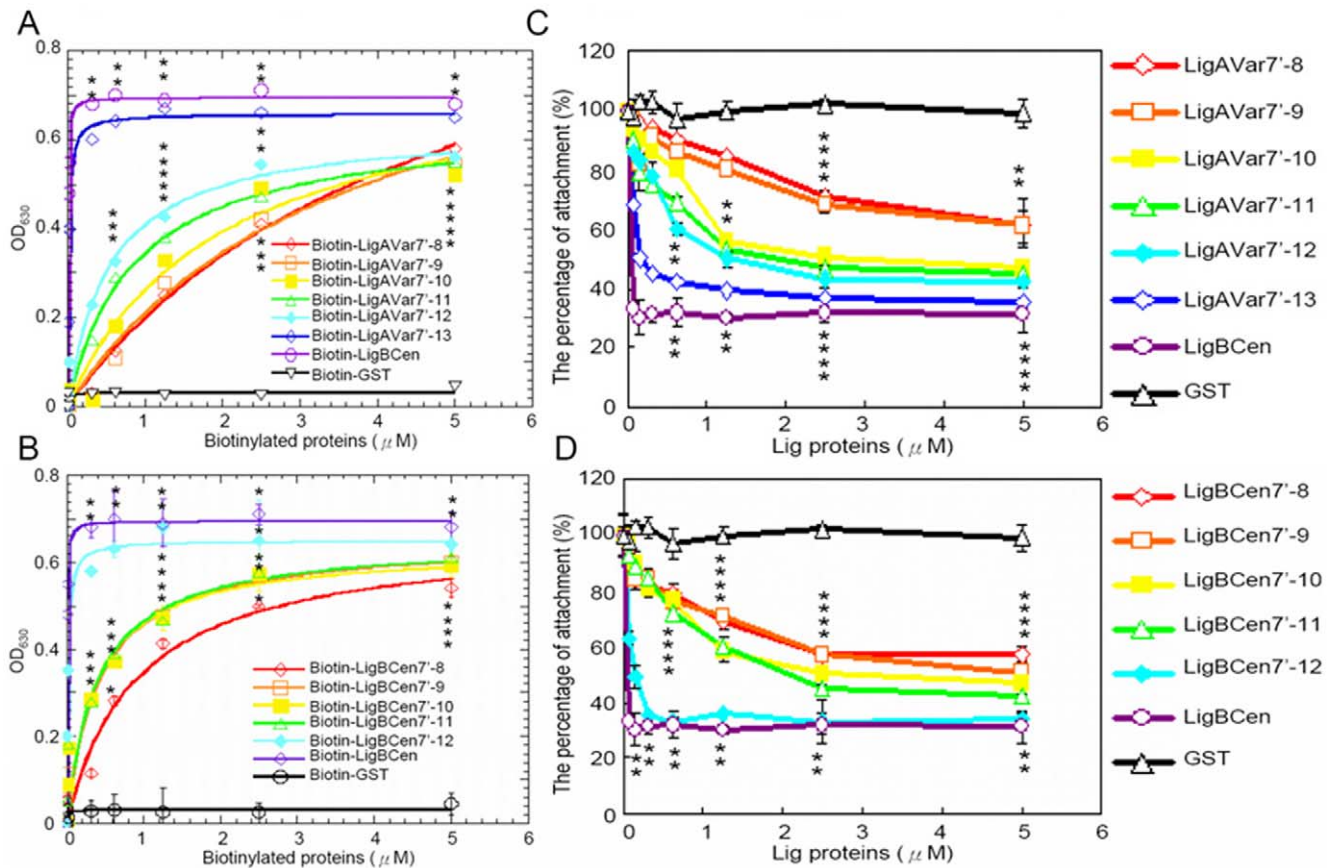 A
0.8
0.6
0.4
0.2
0
OD630
0 1 2 3 4 5 6
Biotinylated proteins ( μ M)
Biotin-LigAVar7'-8
Biotin-LigAVar7'-9
Biotin-LigAVar7'-10
Biotin-LigAVar7'-11
Biotin-LigAVar7'-12
Biotin-LigAVar7'-13
Biotin-LigBCen
Biotin-GST
C
120
100
80
60
40
20
0
The percentage of attachment (%)
0 1 2 3 4 5 6
Lig proteins ( μ M)
LigAVar7'-8
LigAVar7'-9
LigAVar7'-10
LigAVar7'-11
LigAVar7'-12
LigAVar7'-13
LigBCen
GST
B
0.8
0.6
0.4
0.2
0
OD630
0 1 2 3 4 5 6
Biotinylated proteins ( μ M)
Biotin-LigBCen7'-8
Biotin-LigBCen7'-9
Biotin-LigBCen7'-10
Biotin-LigBCen7'-11
Biotin-LigBCen7'-12
Biotin-LigBCen
Biotin-GST
D
120
100
80
60
40
20
0
The percentage of attachment (%)
0 1 2 3 4 5 6
Lig proteins ( μ M)
LigBCen7'-8
LigBCen7'-9
LigBCen7'-10
LigBCen7'-11
LigBCen7'-12
LigBCen
GST